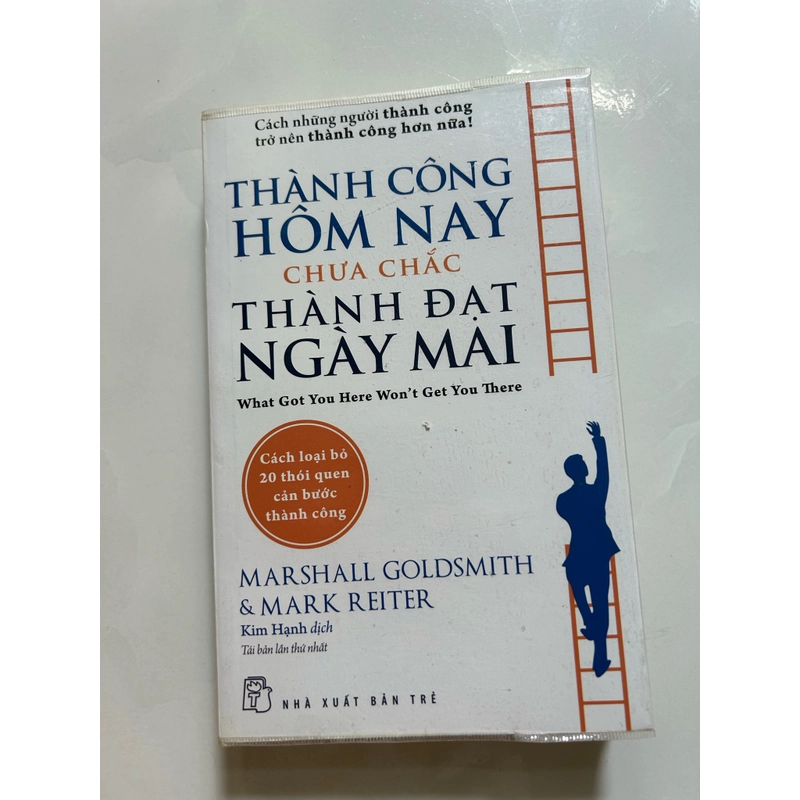 Cách những người thành công
trở nên thành công hơn nữa!
THÀNH CÔNG
HÔM NAY
CHƯA CHẮC
THÀNH ĐẠT
NGÀY MAI
What Got You Here Won't Get You There
Cách loại bỏ
20 thói quen
cản bước
thành công
MARSHALL GOLDSMITH
& MARK REITER
Kim Hạnh dịch
Tái bản lần thứ nhất
NHÀ XUẤT BẢN TRẺ